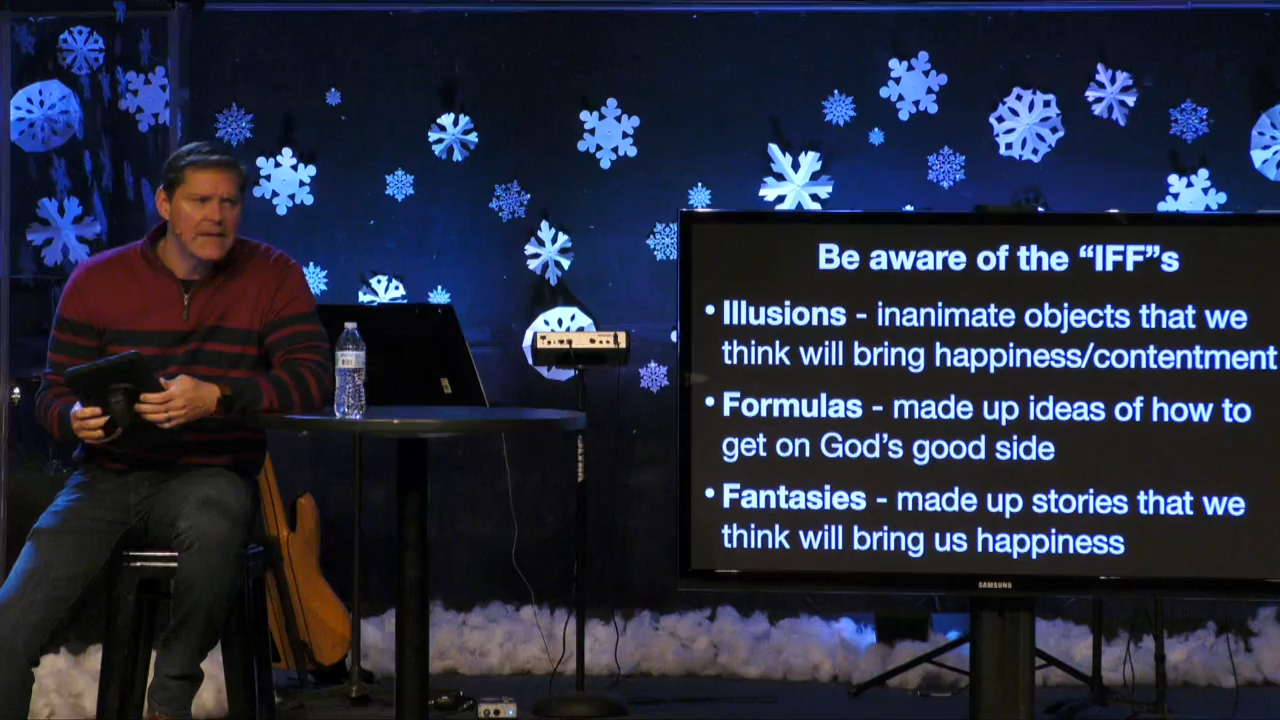 Be aware of the “IFF”s
• Illusions - inanimate objects that we
think will bring happiness/contentment
• Formulas - made up ideas of how to
get on God’s good side
• Fantasies - made up stories that we
think will bring us happiness
SAMSUNG